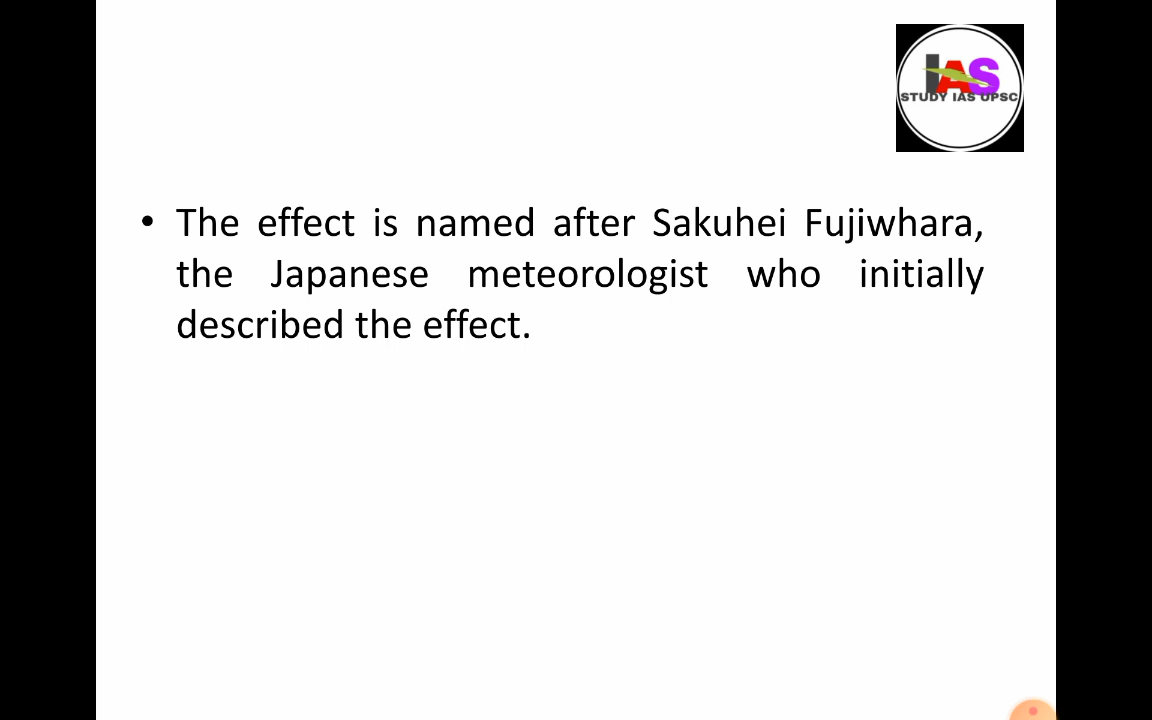 IAS
STUDY IAS UPSC
• The effect is named after Sakuhei Fujiwhara,
the Japanese meteorologist who initially
described the effect.